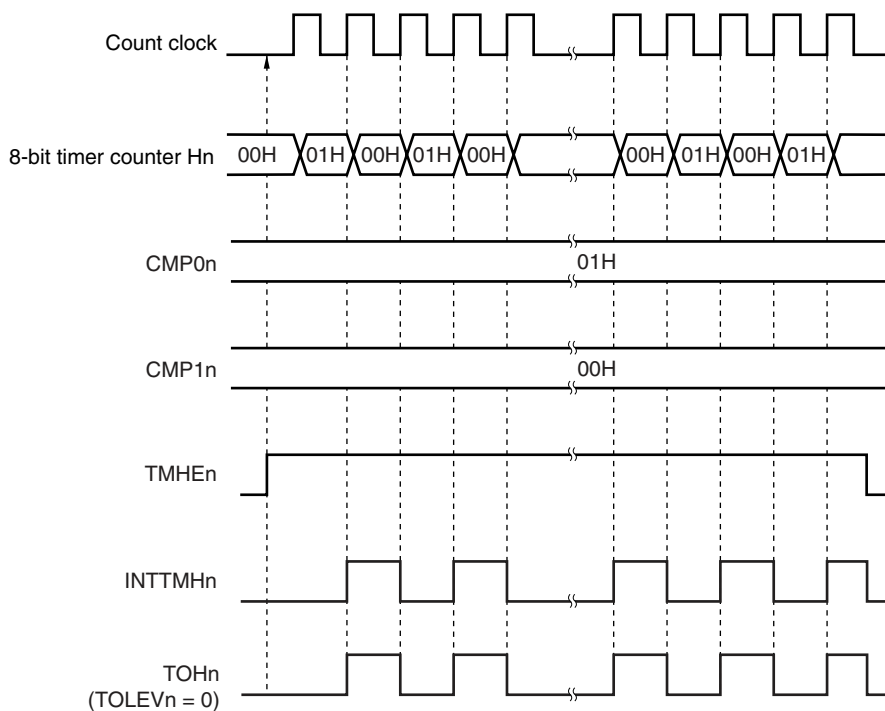 Count clock
8-bit timer counter Hn 00H 01H 00H 01H 00H 00H 01H 00H 01H
CMP0n 01H
CMP1n 00H
TMHEn
INTTMHn
TOHn
(TOLEVn = 0)